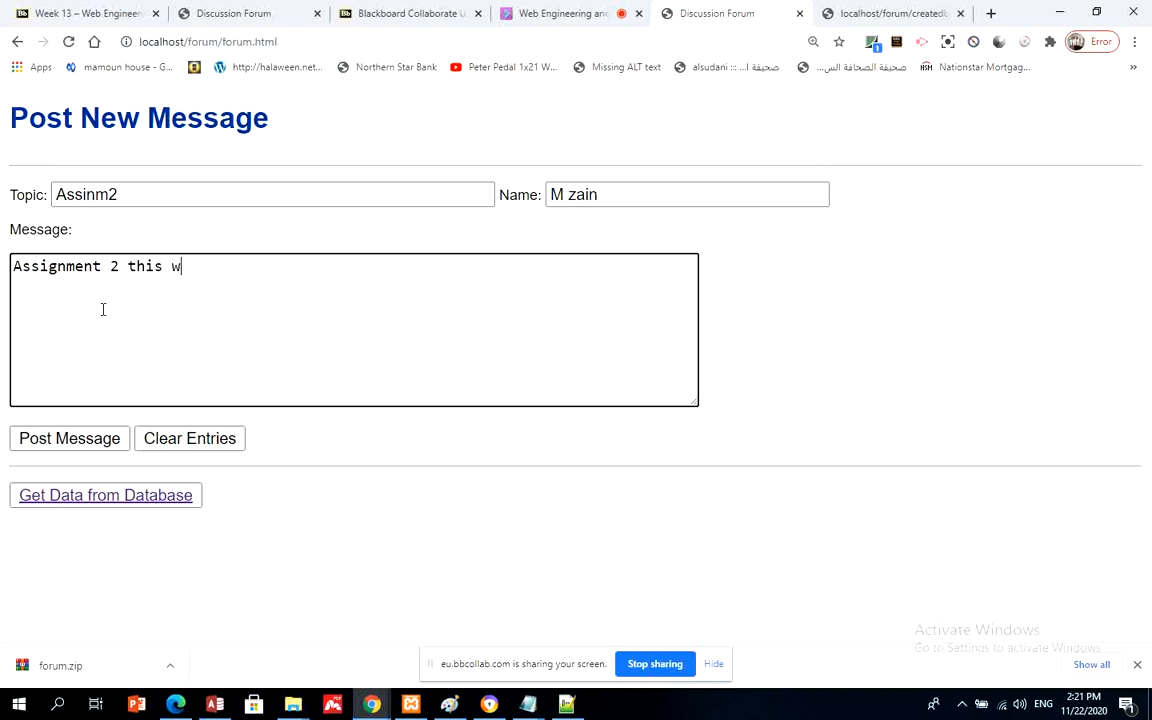 Week 13 – Web Engineer
Discussion Forum
Blackboard Collaborate U
Web Engineering and
Discussion Forum
localhost/forum/createdb
localhost/forum/forum.html
Error
Apps
mamoun house - G...
http://halaween.net...
Northern Star Bank
Peter Pedal 1x21 W...
Missing ALT text
alsudani ::: صحيفة ا...
صحيفة الصحافة الس...
Nationstar Mortgag...
Post New Message
Topic: Assinm2 Name: M zain
Message:
Assignment 2 this w
Post Message Clear Entries
Get Data from Database
Activate Windows
Go to Settings to activate Windows.
forum.zip
eu.bbcollab.com is sharing your screen. Stop sharing Hide
Show all
2:21 PM
ENG
11/22/2020